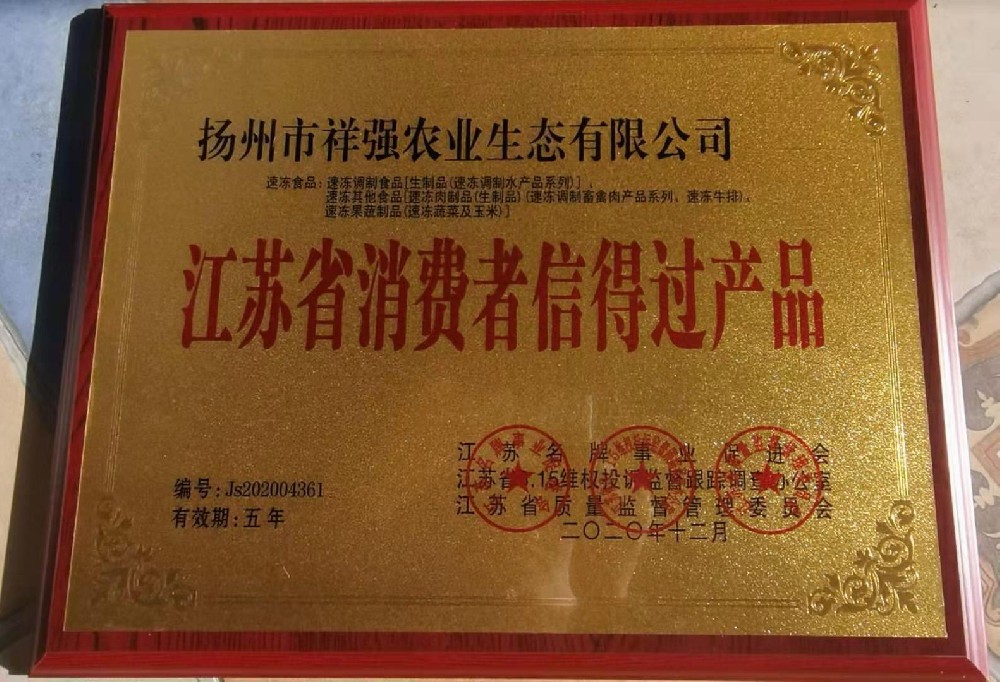 扬州市祥强农业生态有限公司
速冻食品：速冻调制食品[生制品(速冻调制水产品系列)]、
速冻其他食品[速冻肉制品(生制品)(速冻调制畜禽肉产品系列、速冻牛排)、
速冻果蔬制品(速冻蔬菜及玉米)]
江苏省消费者信得过产品
编号：Js202004361
有效期：五年
江苏名牌事业促进会
江苏省3.15维权投诉监督跟踪调查办公室
江苏省质量监督管理委员会
二〇二〇年十二月